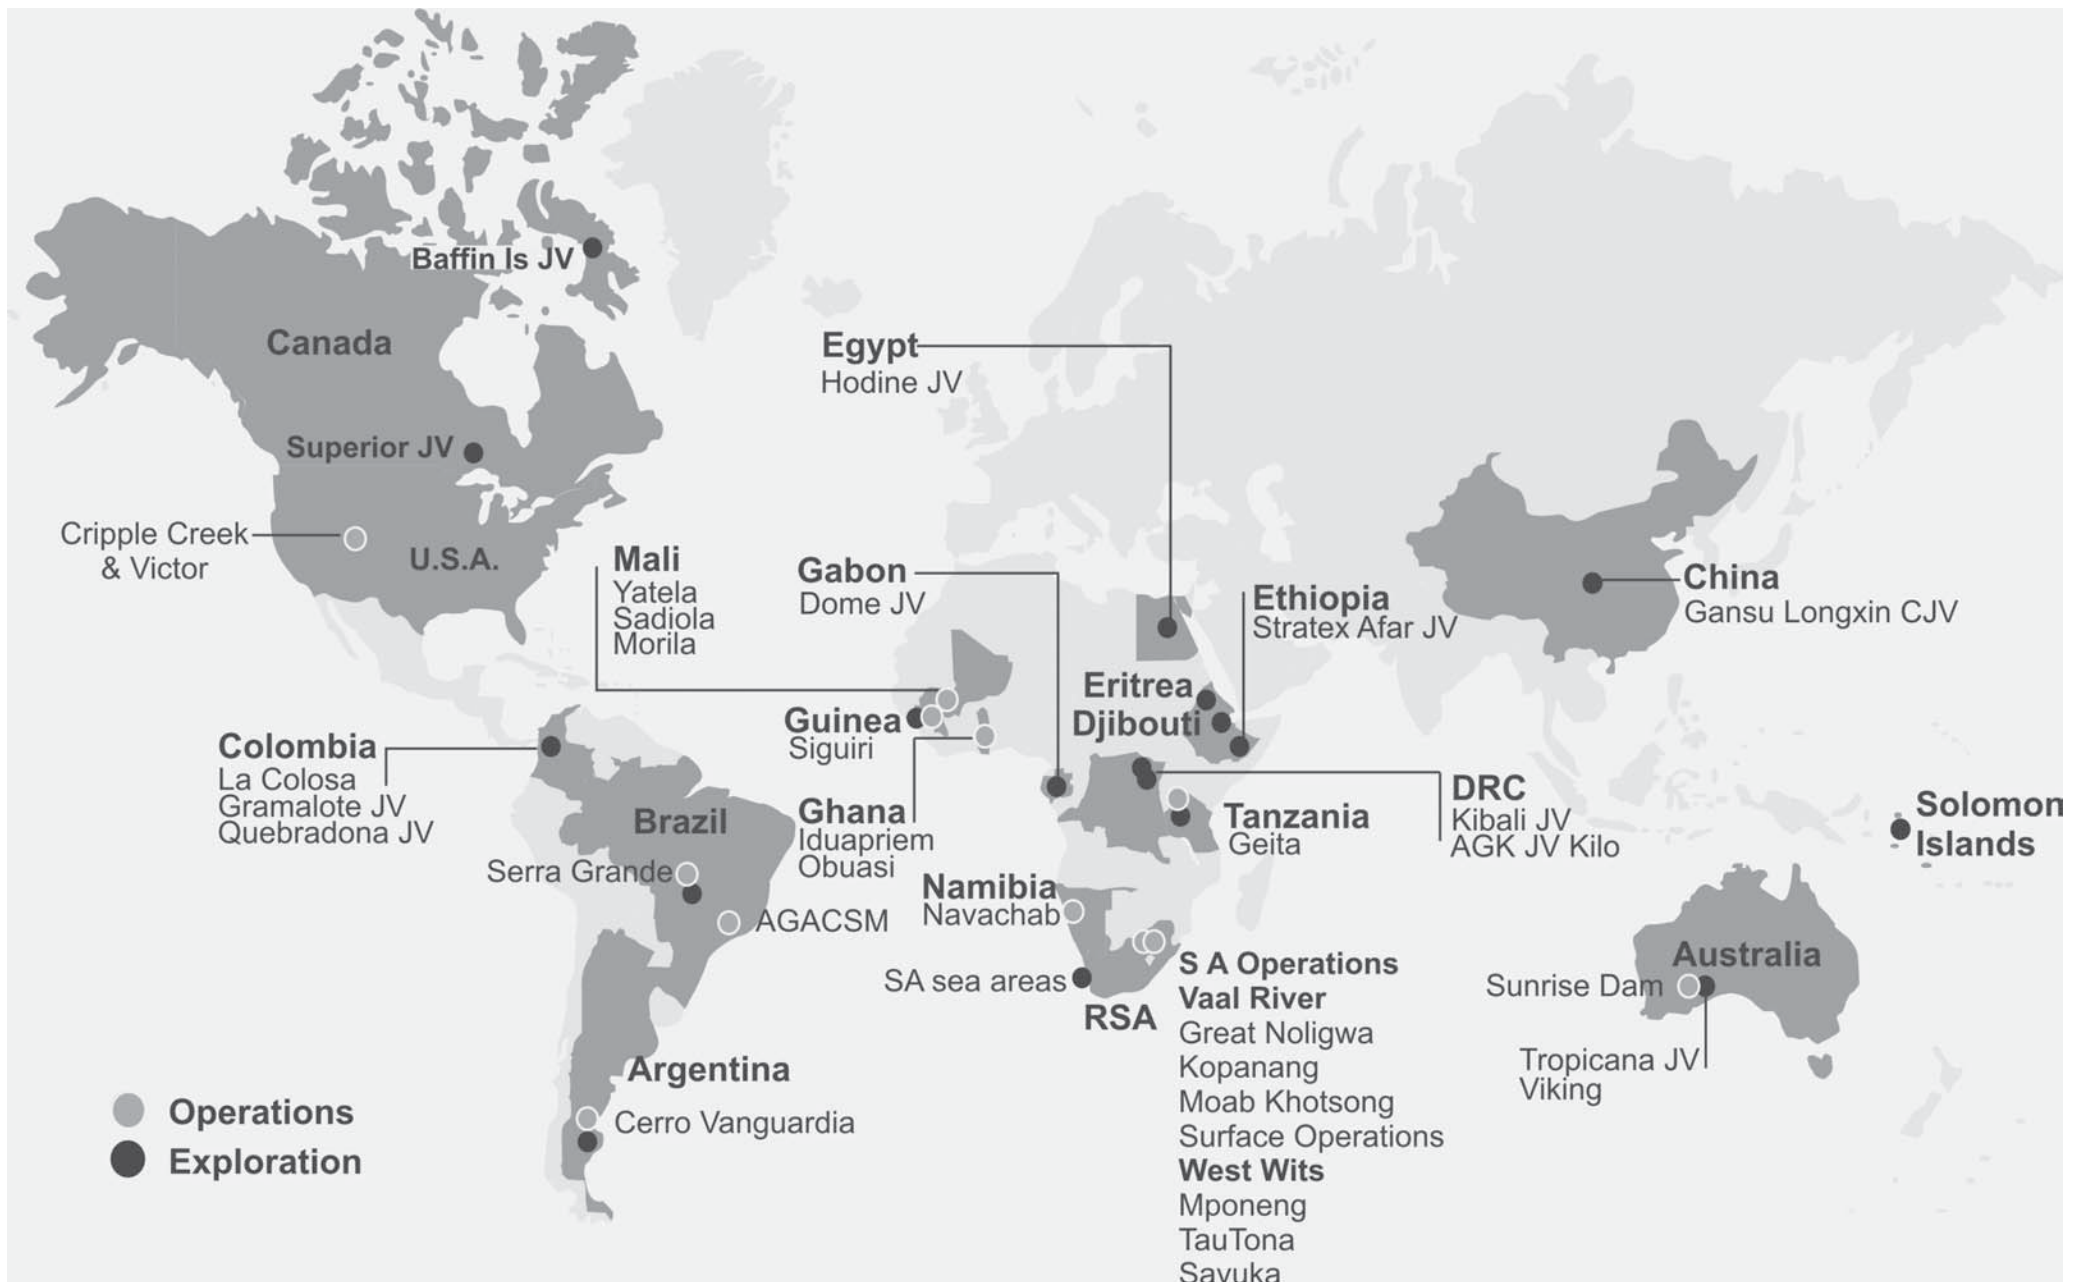 Baffin Is JV
Canada
Superior JV
Cripple Creek
& Victor
U.S.A.
Egypt
Hodine JV
Mali
Yatela
Sadiola
Morila
Gabon
Dome JV
Ethiopia
Stratex Afar JV
China
Gansu Longxin CJV
Eritrea
Djibouti
Guinea
Siguiri
Colombia
La Colosa
Gramalote JV
Quebradona JV
Brazil
Serra Grande
AGACSM
Ghana
Iduapriem
Obuasi
Tanzania
Geita
DRC
Kibali JV
AGK JV Kilo
Solomon
Islands
Namibia
Navachab
SA sea areas
RSA
S A Operations
Vaal River
Great Noligwa
Kopanang
Moab Khotsong
Surface Operations
West Wits
Mponeng
TauTona
Savuka
Australia
Sunrise Dam
Tropicana JV
Viking
Argentina
Cerro Vanguardia
Operations
Exploration